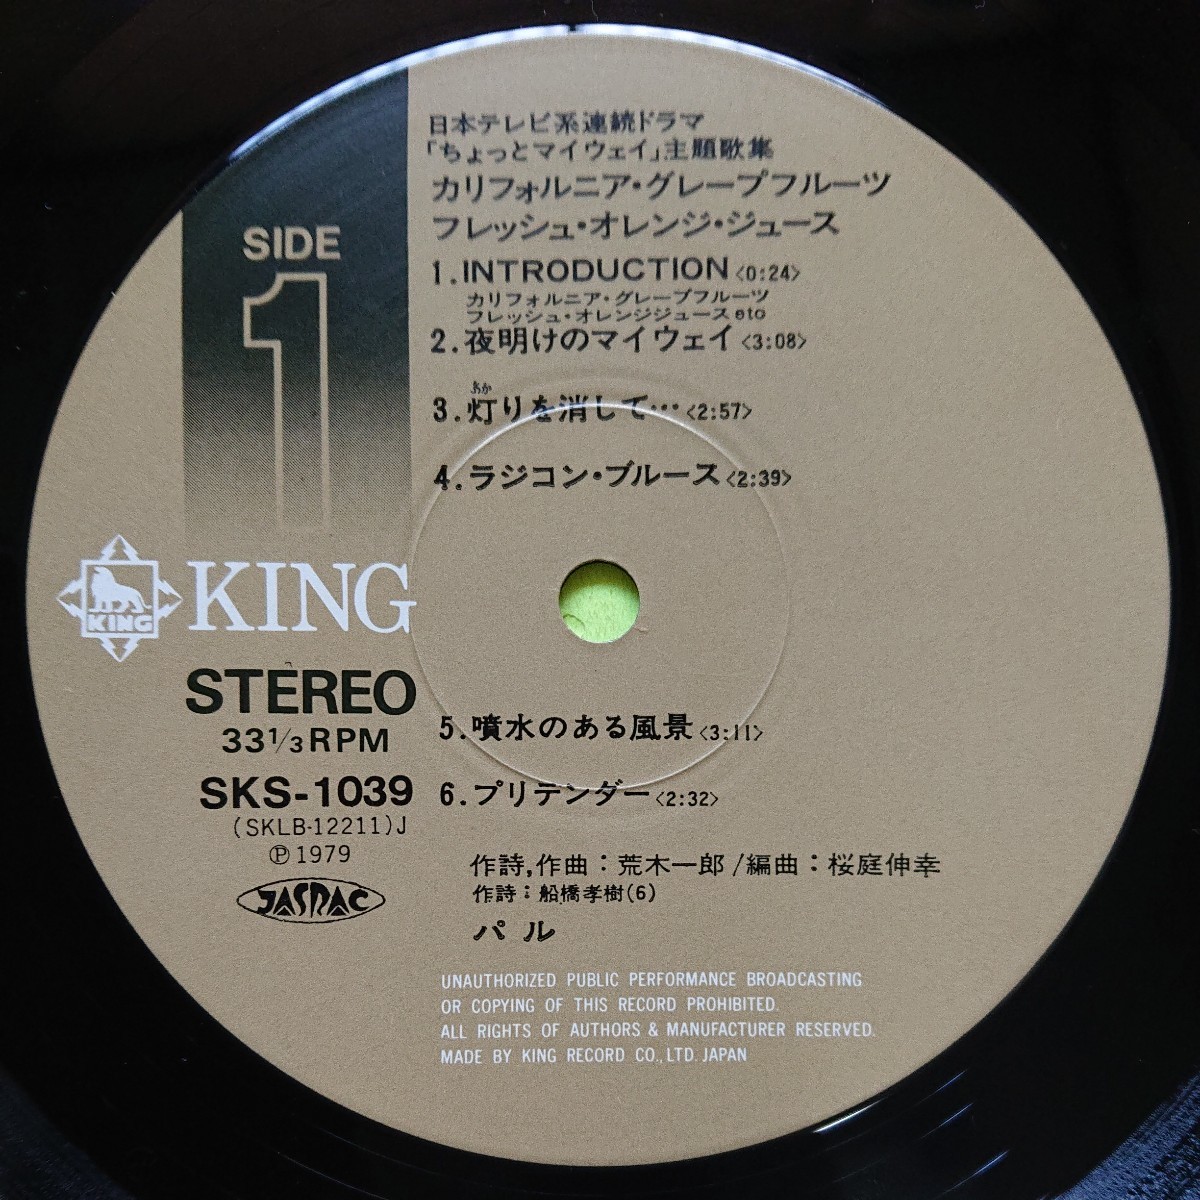 日本テレビ系連続ドラマ
「ちょっとマイウェイ」主題歌集
カリフォルニア・グレープフルーツ
フレッシュ・オレンジ・ジュース
SIDE
1
1.INTRODUCTION<0:24>
カリフォルニア・グレープフルーツ
フレッシュ・オレンジジュース etc
2.夜明けのマイウェイ<3:08>
あか
3.灯りを消して…<2:57>
4.ラジコン・ブルース<2:39>
KING
KING
STEREO
33 1/3 RPM
SKS-1039
(SKLB-12211)J
℗1979
JASRAC
5.噴水のある風景<3:11>
6.プリテンダー<2:32>
作詩,作曲：荒木一郎/編曲：桜庭伸幸
作詩：船橋孝樹(6)
パル
UNAUTHORIZED PUBLIC PERFORMANCE BROADCASTING
OR COPYING OF THIS RECORD PROHIBITED.
ALL RIGHTS OF AUTHORS & MANUFACTURER RESERVED.
MADE BY KING RECORD CO., LTD. JAPAN